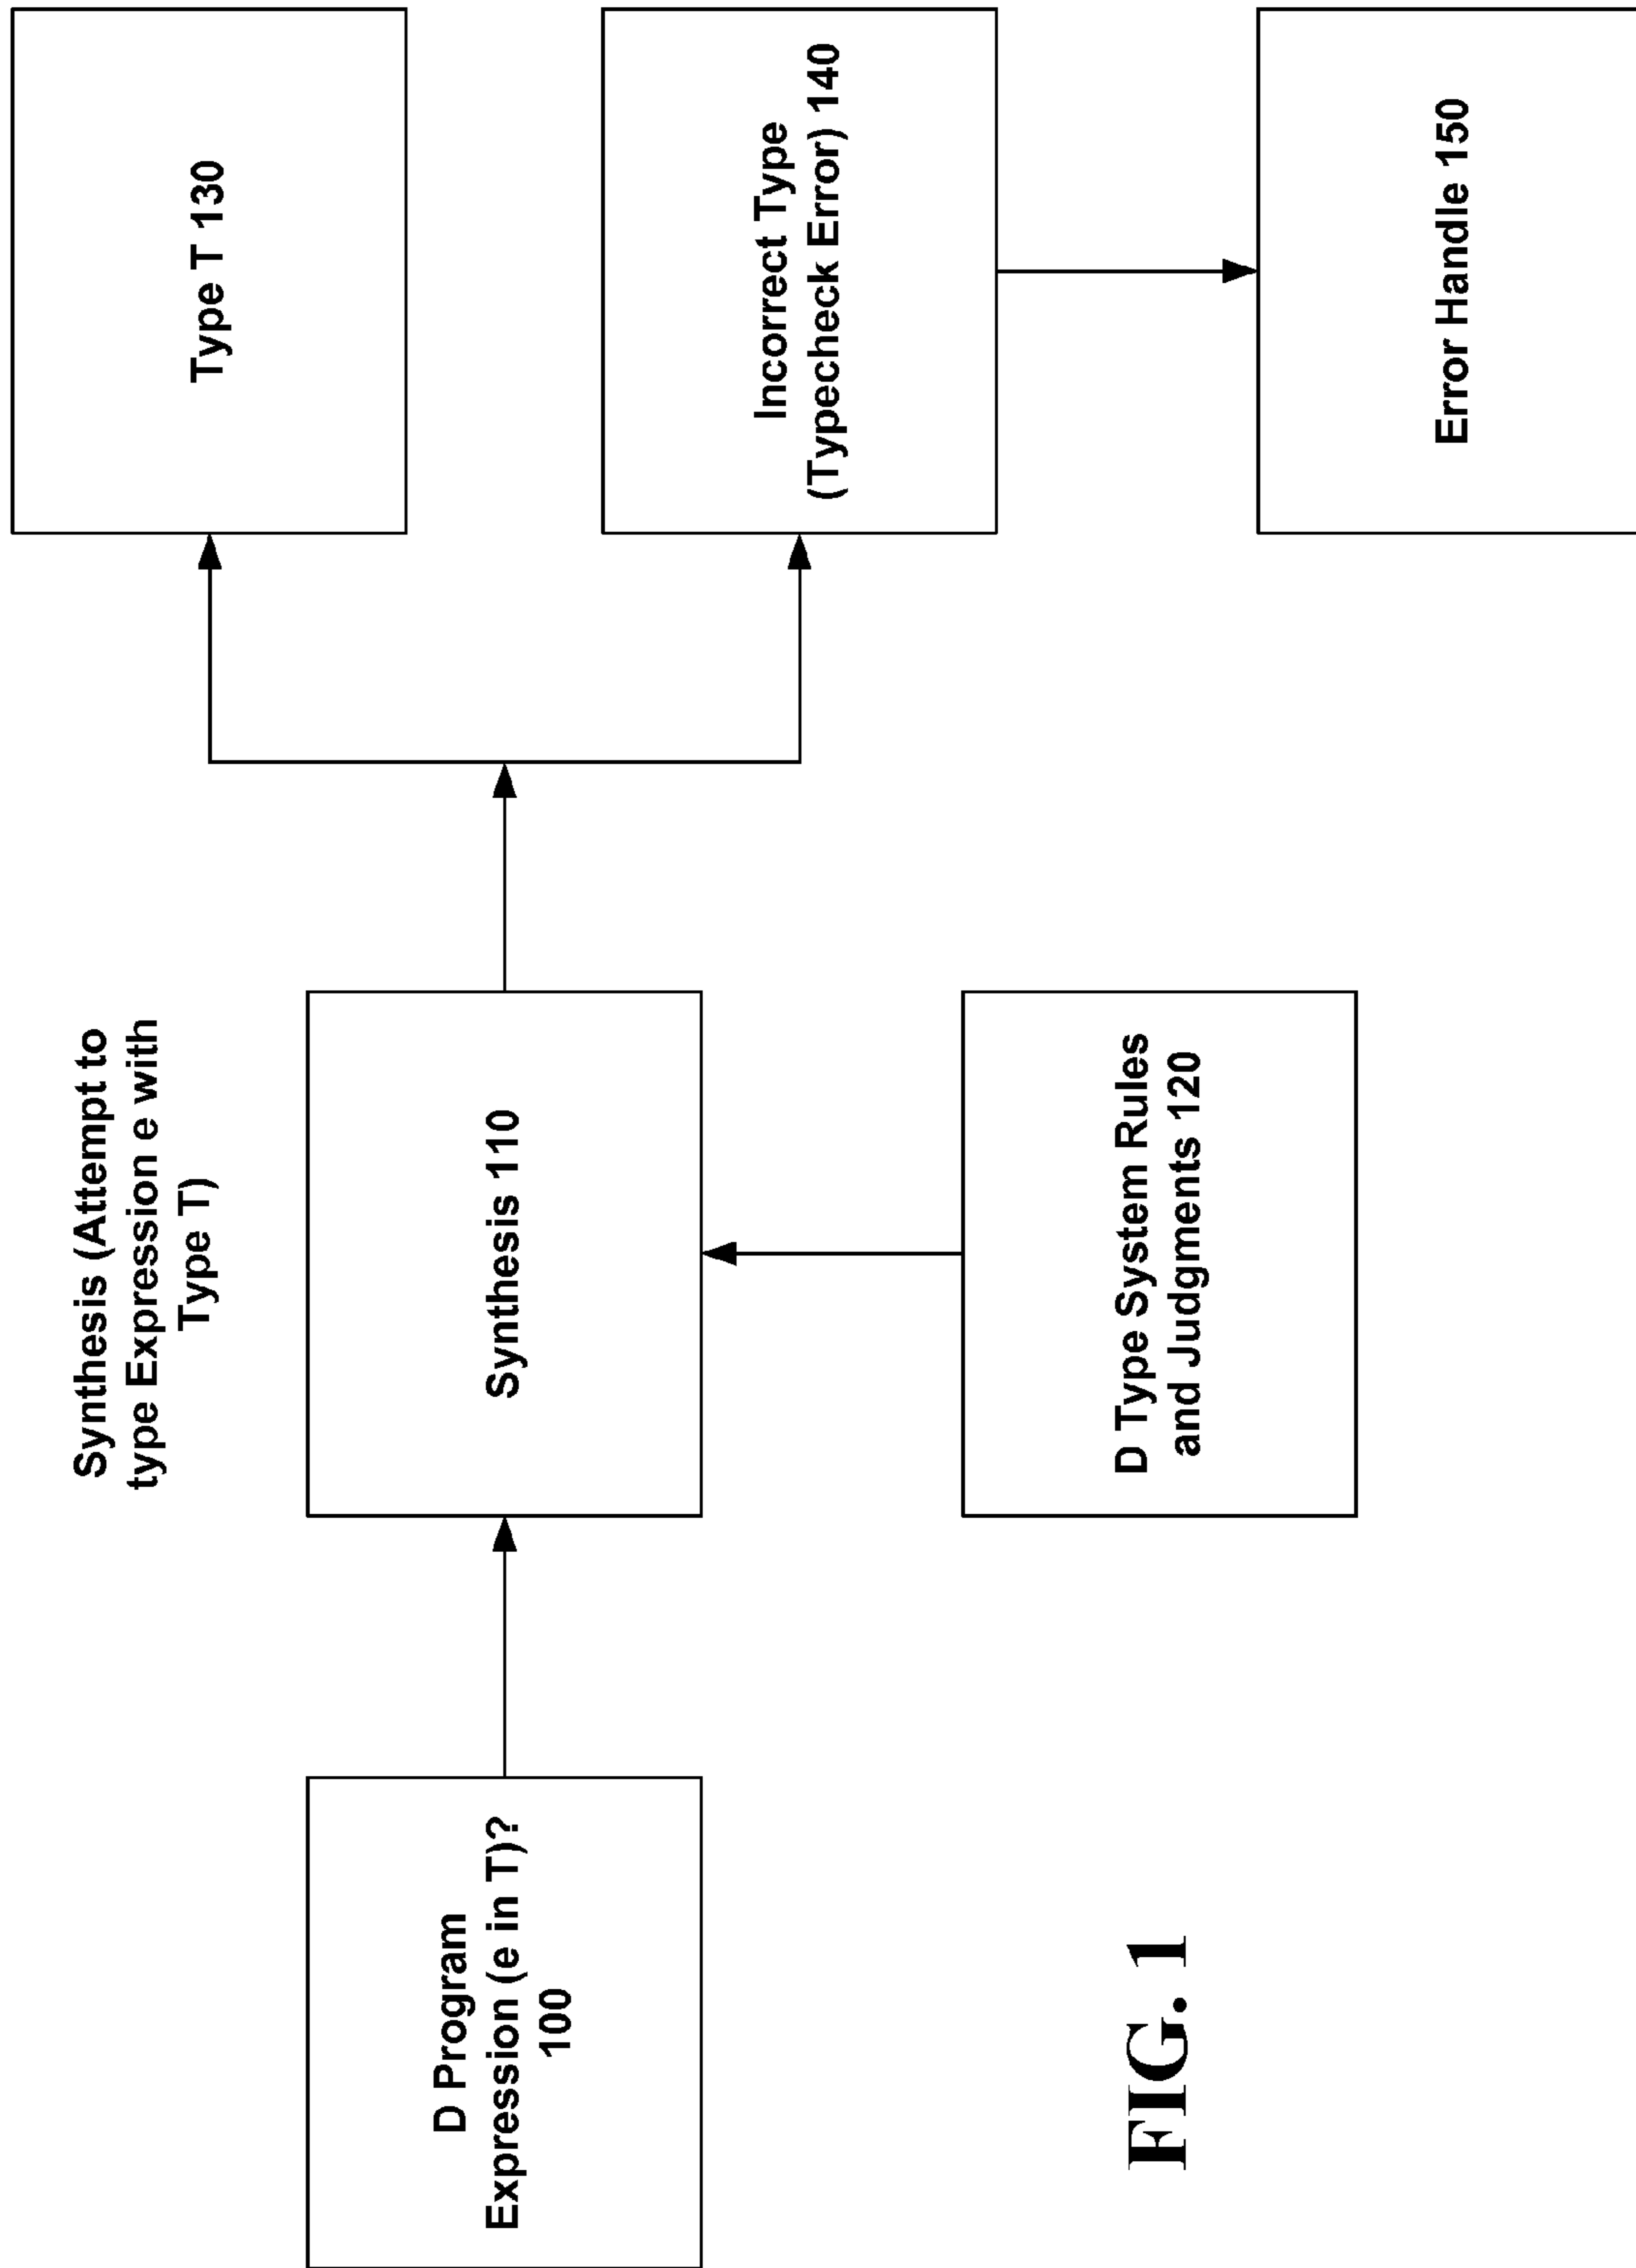 Synthesis (Attempt to
type Expression e with
Type T)
D Program
Expression (e in T)?
100
Synthesis 110
D Type System Rules
and Judgments 120
Type T 130
Incorrect Type
(Typecheck Error) 140
Error Handle 150
FIG. 1